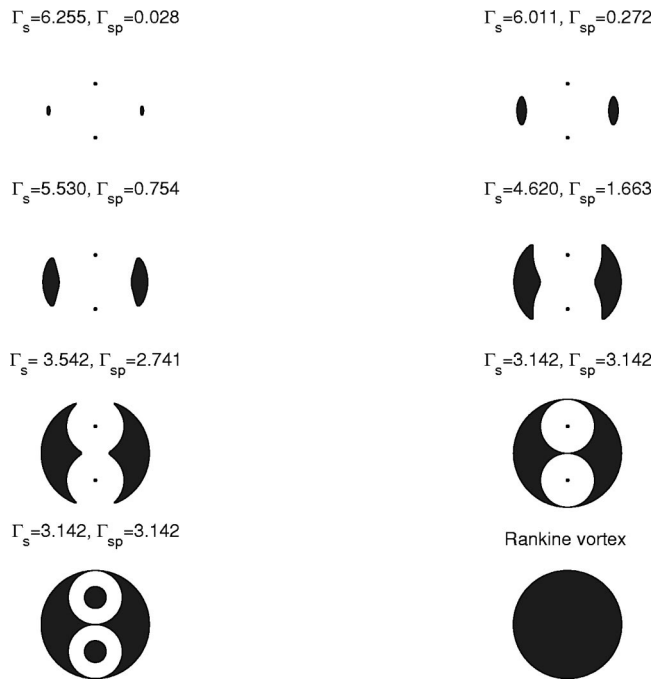 Γs=6.255, Γsp=0.028
Γs=6.011, Γsp=0.272
Γs=5.530, Γsp=0.754
Γs=4.620, Γsp=1.663
Γs= 3.542, Γsp=2.741
Γs=3.142, Γsp=3.142
Γs=3.142, Γsp=3.142
Rankine vortex